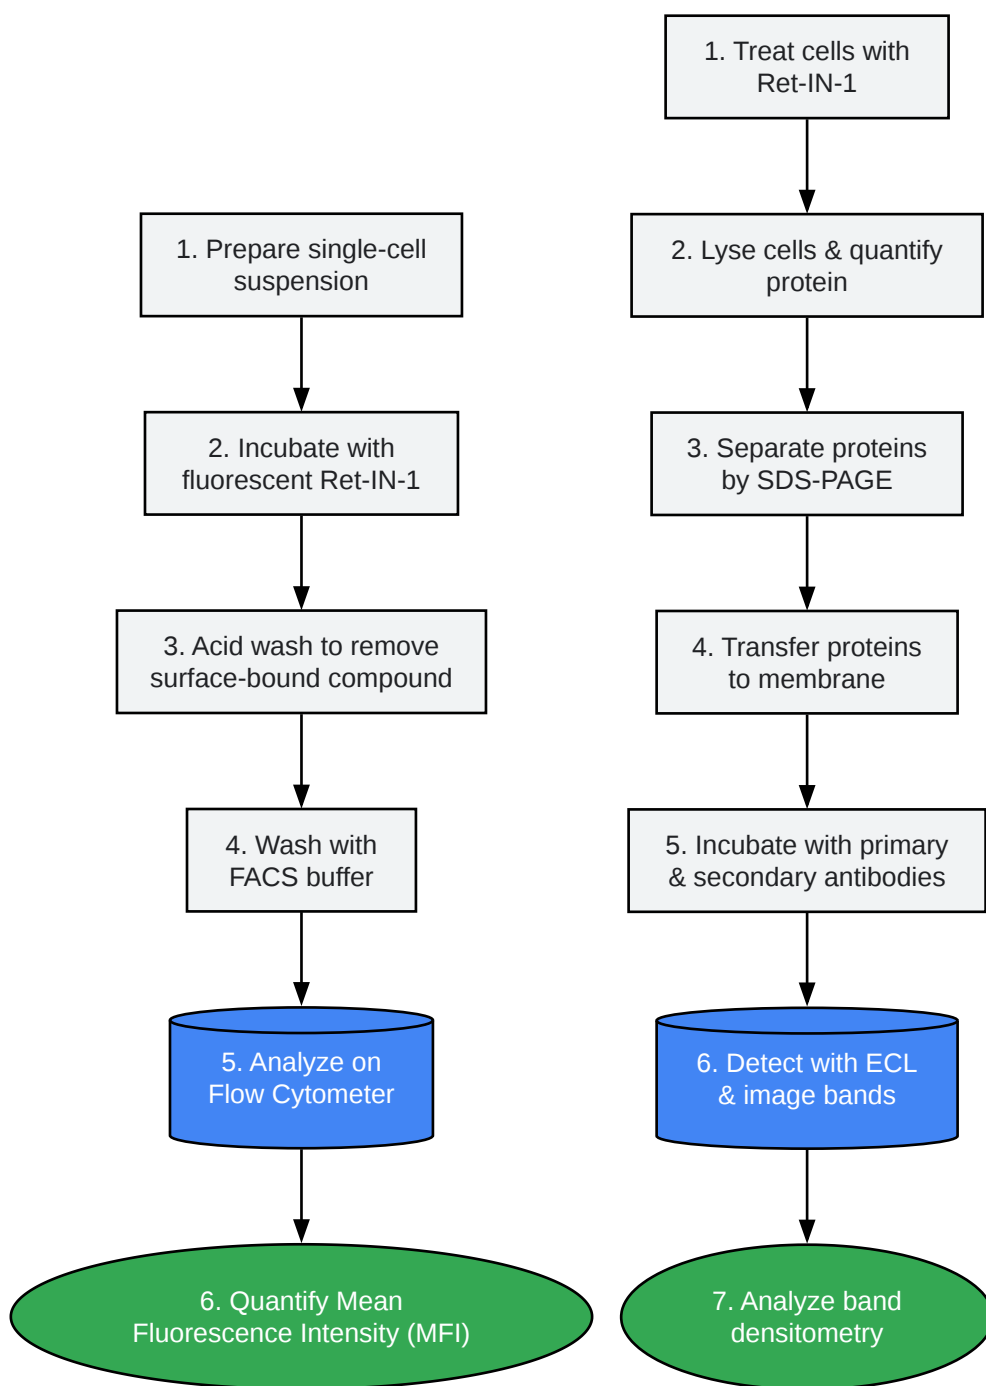 1. Prepare single-cell
suspension
2. Incubate with
fluorescent Ret-IN-1
3. Acid wash to remove
surface-bound compound
4. Wash with
FACS buffer
5. Analyze on
Flow Cytometer
6. Quantify Mean
Fluorescence Intensity (MFI)
1. Treat cells with
Ret-IN-1
2. Lyse cells & quantify
protein
3. Separate proteins
by SDS-PAGE
4. Transfer proteins
to membrane
5. Incubate with primary
& secondary antibodies
6. Detect with ECL
& image bands
7. Analyze band
densitometry